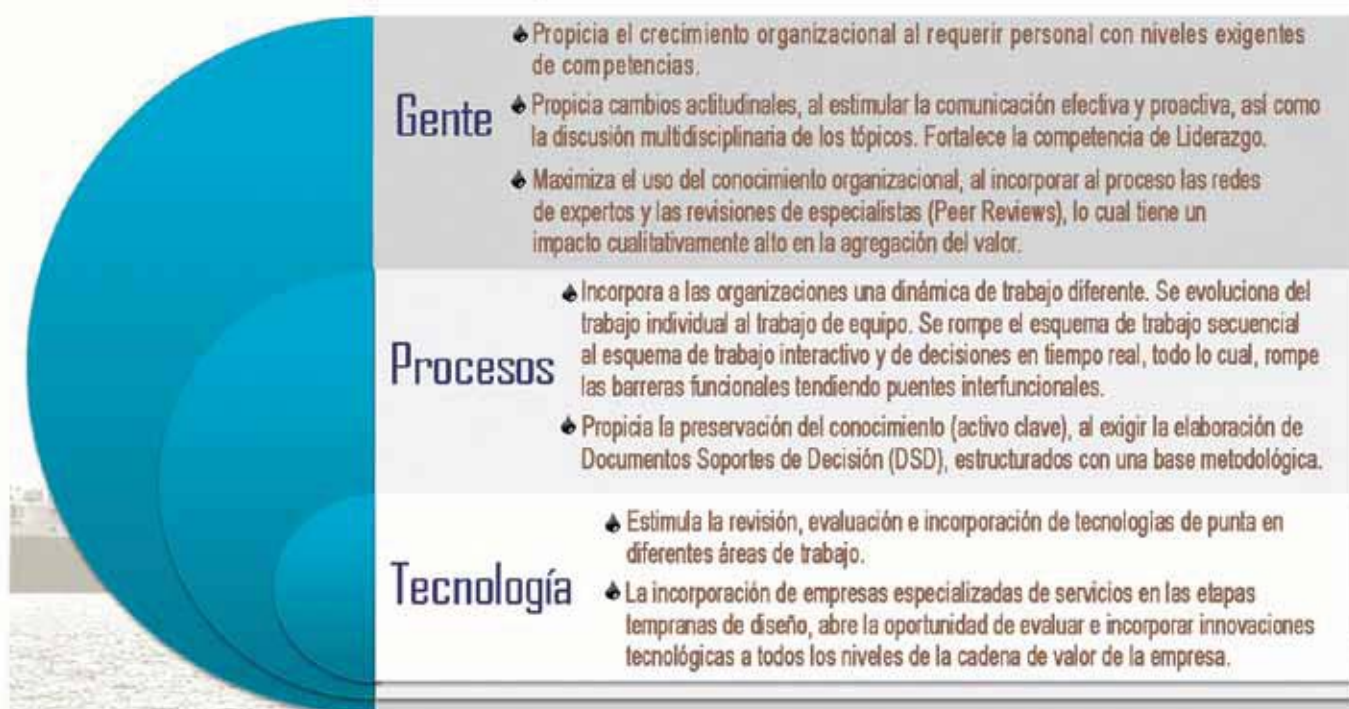 Gente
Propicia el crecimiento organizacional al requerir personal con niveles exigentes
de competencias.
Propicia cambios actitudinales, al estimular la comunicación efectiva y proactiva, así como
la discusión multidisciplinaria de los tópicos. Fortalece la competencia de Liderazgo.
Maximiza el uso del conocimiento organizacional, al incorporar al proceso las redes
de expertos y las revisiones de especialistas (Peer Reviews), lo cual tiene un
impacto cualitativamente alto en la agregación del valor.
Procesos
Incorpora a las organizaciones una dinámica de trabajo diferente. Se evoluciona del
trabajo individual al trabajo de equipo. Se rompe el esquema de trabajo secuencial
al esquema de trabajo interactivo y de decisiones en tiempo real, todo lo cual, rompe
las barreras funcionales tendiendo puentes interfuncionales.
Propicia la preservación del conocimiento (activo clave), al exigir la elaboración de
Documentos Soportes de Decisión (DSD), estructurados con una base metodológica.
Tecnología
Estimula la revisión, evaluación e incorporación de tecnologías de punta en
diferentes áreas de trabajo.
La incorporación de empresas especializadas de servicios en las etapas
tempranas de diseño, abre la oportunidad de evaluar e incorporar innovaciones
tecnológicas a todos los niveles de la cadena de valor de la empresa.